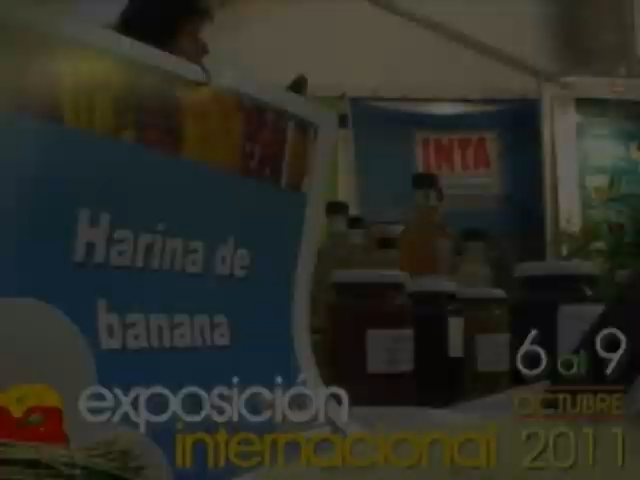 INTA
Harina de
banana
6 al 9
OCTUBRE
2011
exposición
internacional